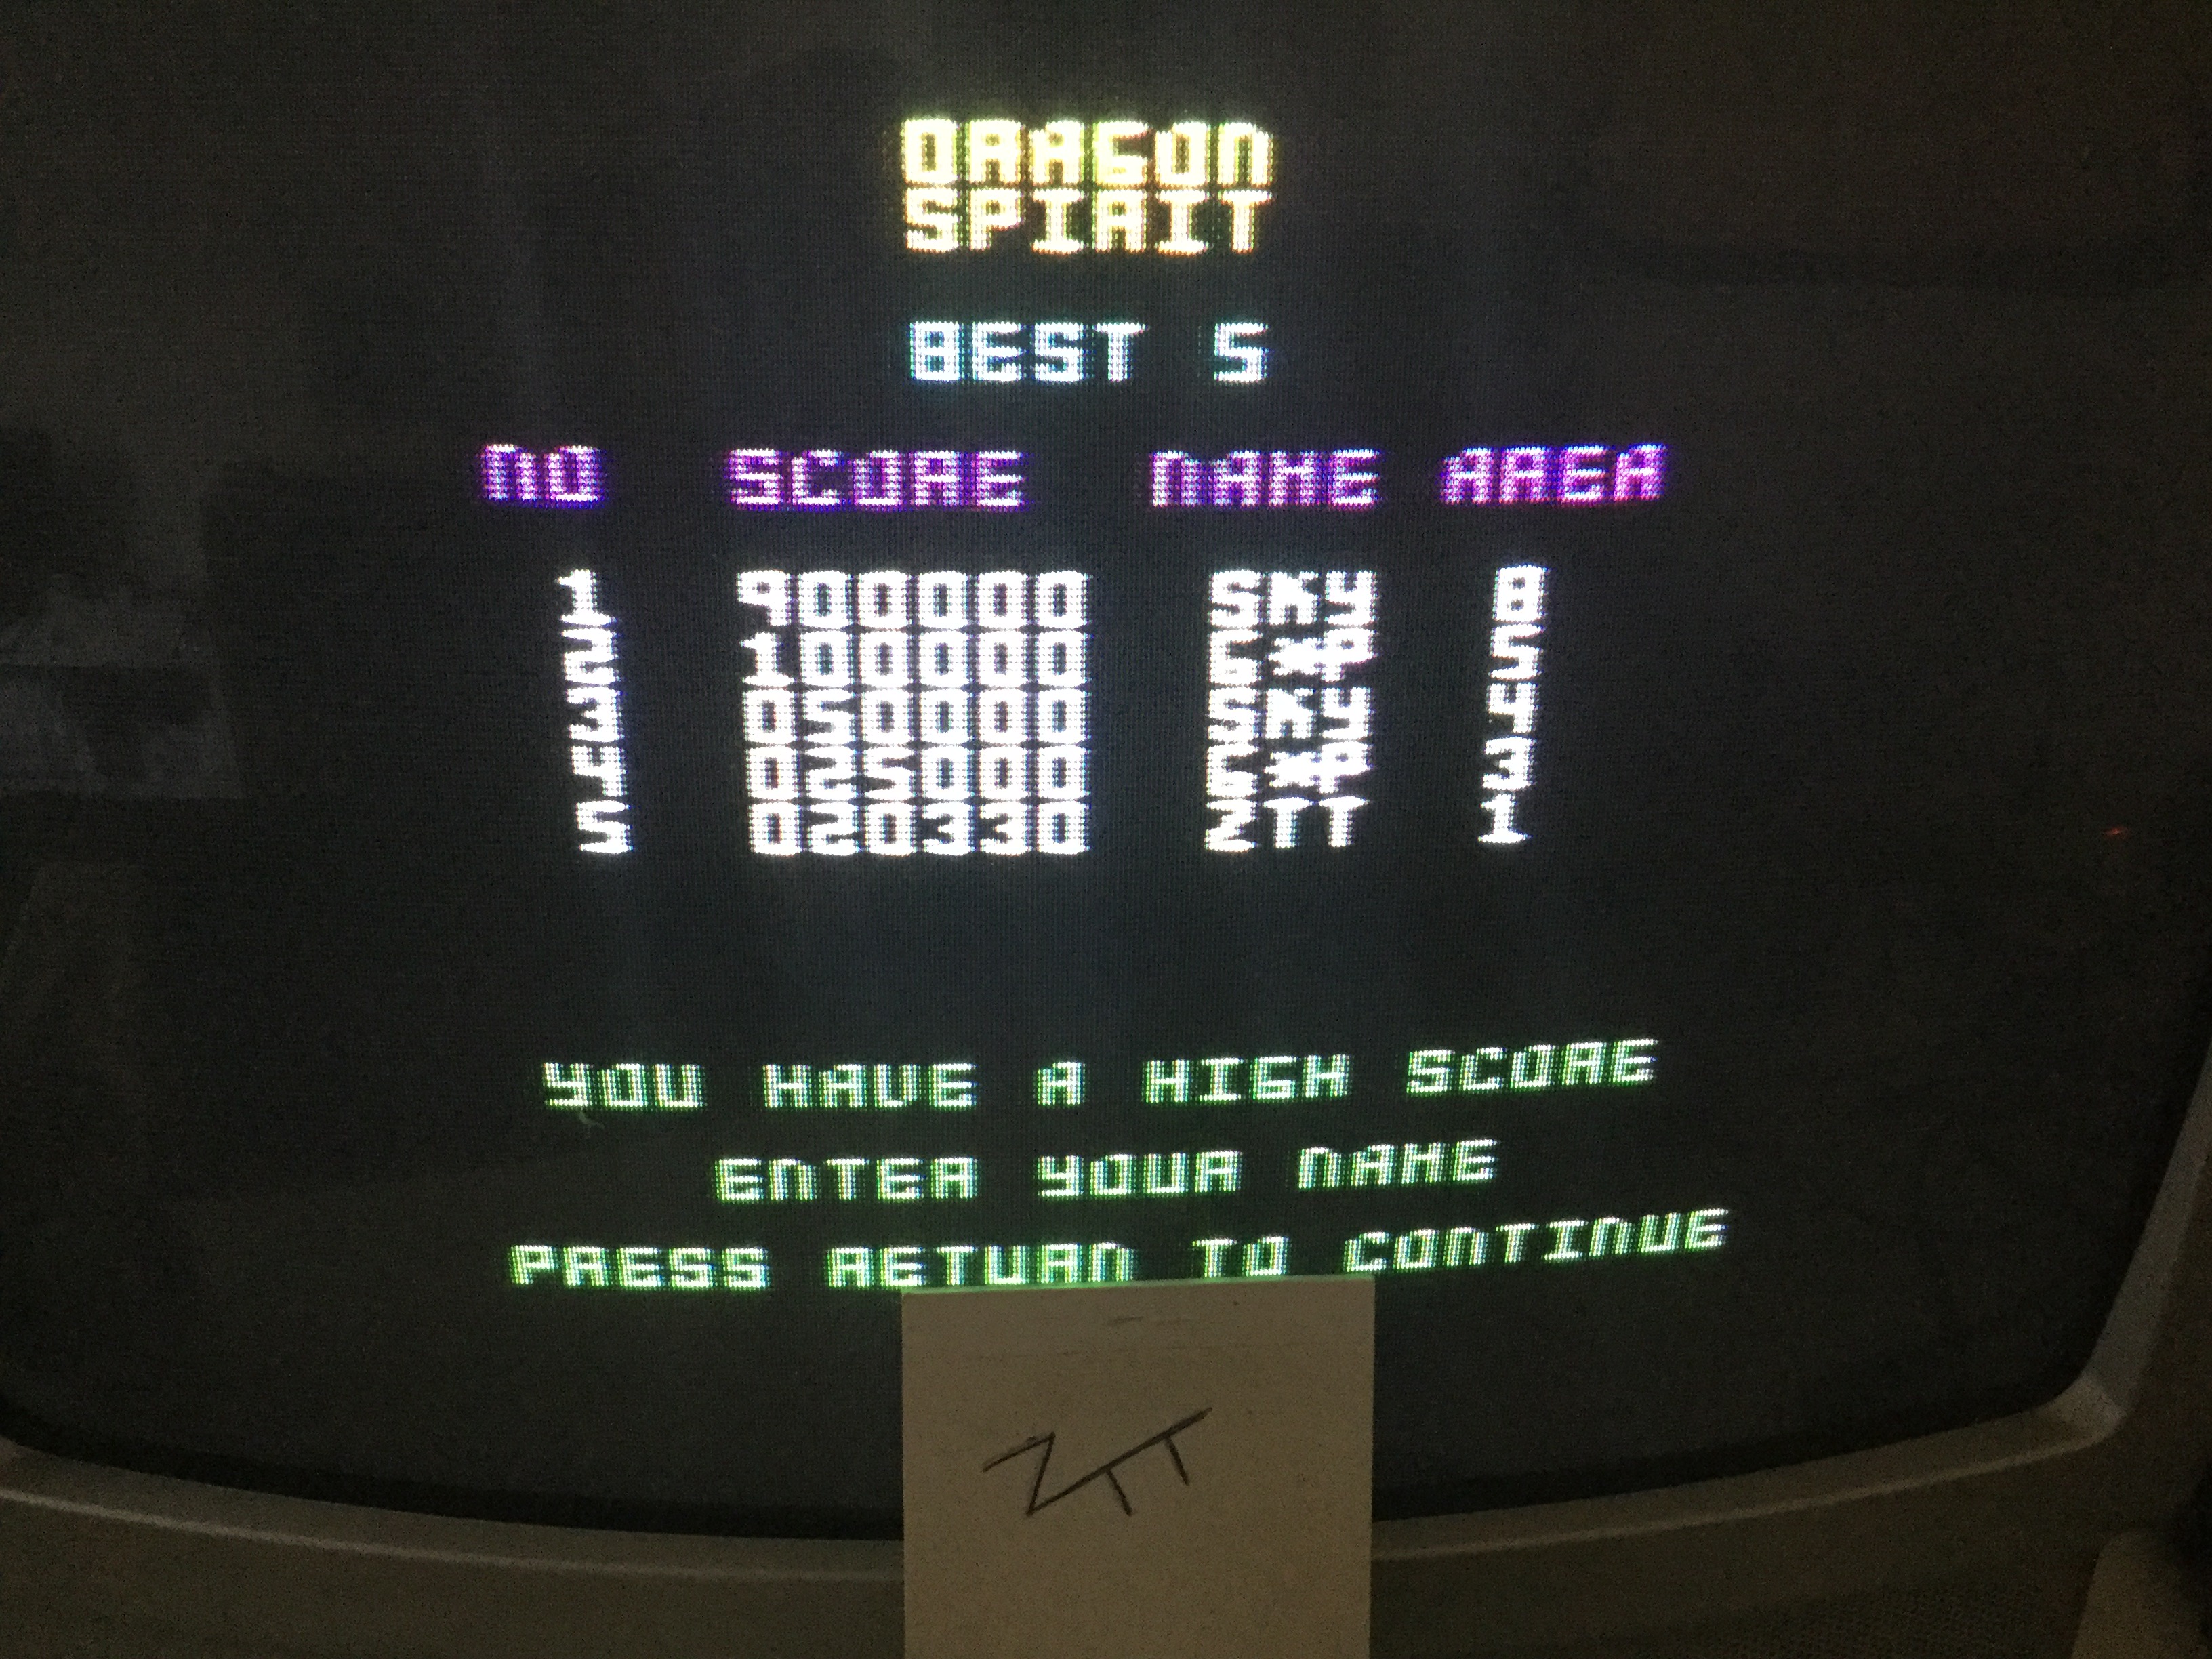 DRAGON
SPIRIT
BEST 5
NO SCORE NAME AREA
1 900000 SKY 8
2 100000 G*P 5
3 050000 SKY 4
4 025000 G*P 3
5 020330 ZTT 1
YOU HAVE A HIGH SCORE
ENTER YOUR NAME
PRESS RETURN TO CONTINUE
ZTT